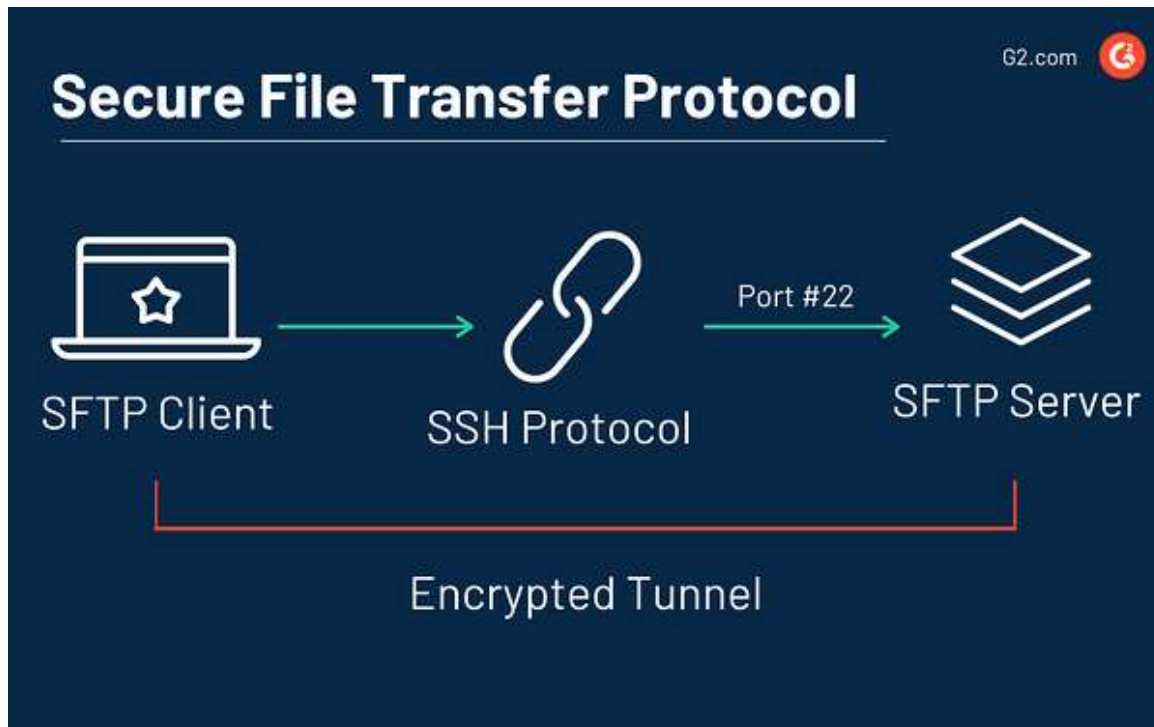 G2.com
Secure File Transfer Protocol
Port #22
SFTP Client
SSH Protocol
SFTP Server
Encrypted Tunnel